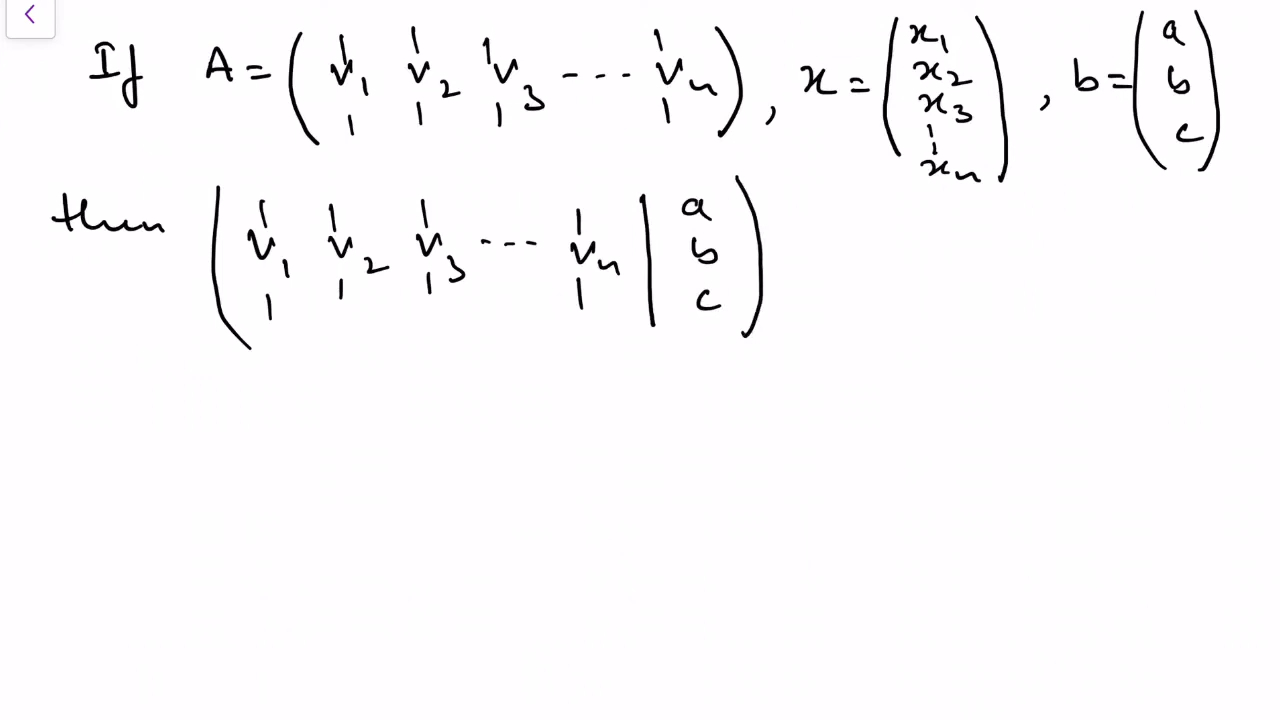 If A = ( v₁ v₂ v₃ --- vₙ ), x = ( x₁ x₂ x₃ ⋮ xₙ ), b = ( a b c )
then ( v₁ v₂ v₃ --- vₙ | a b c )